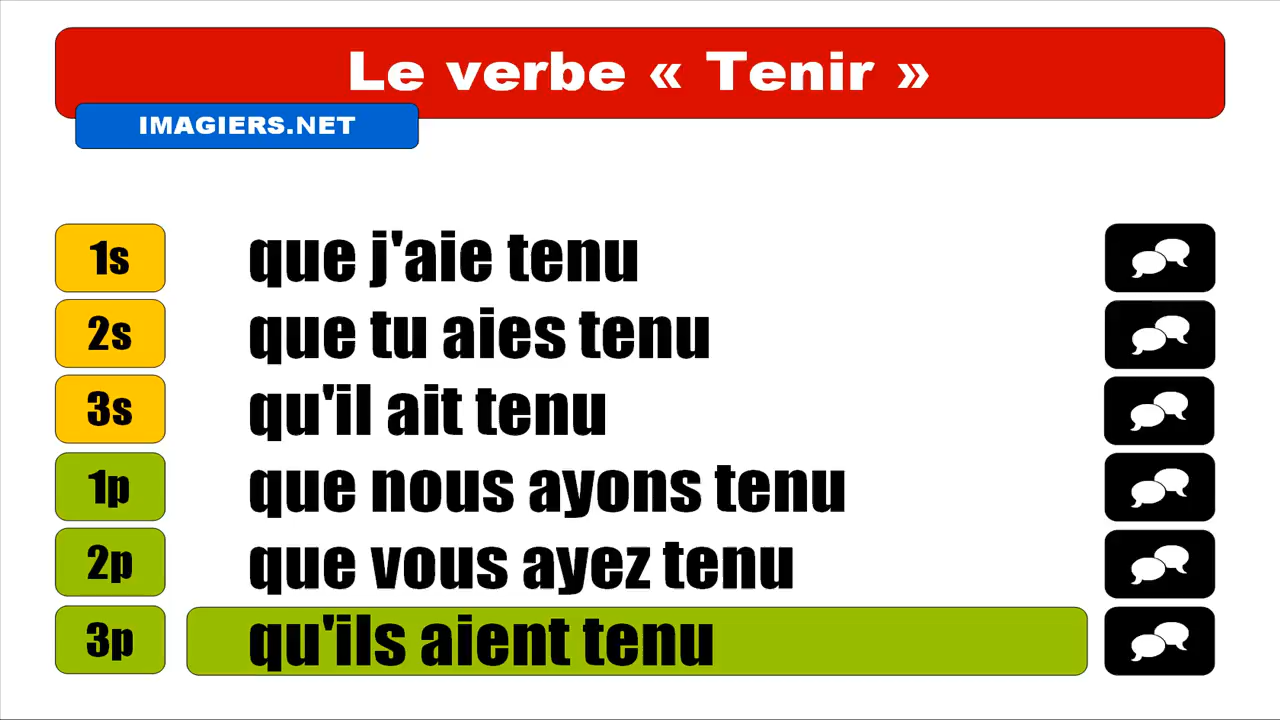 Le verbe « Tenir »
IMAGIERS.NET
1s que j'aie tenu
2s que tu aies tenu
3s qu'il ait tenu
1p que nous ayons tenu
2p que vous ayez tenu
3p qu'ils aient tenu